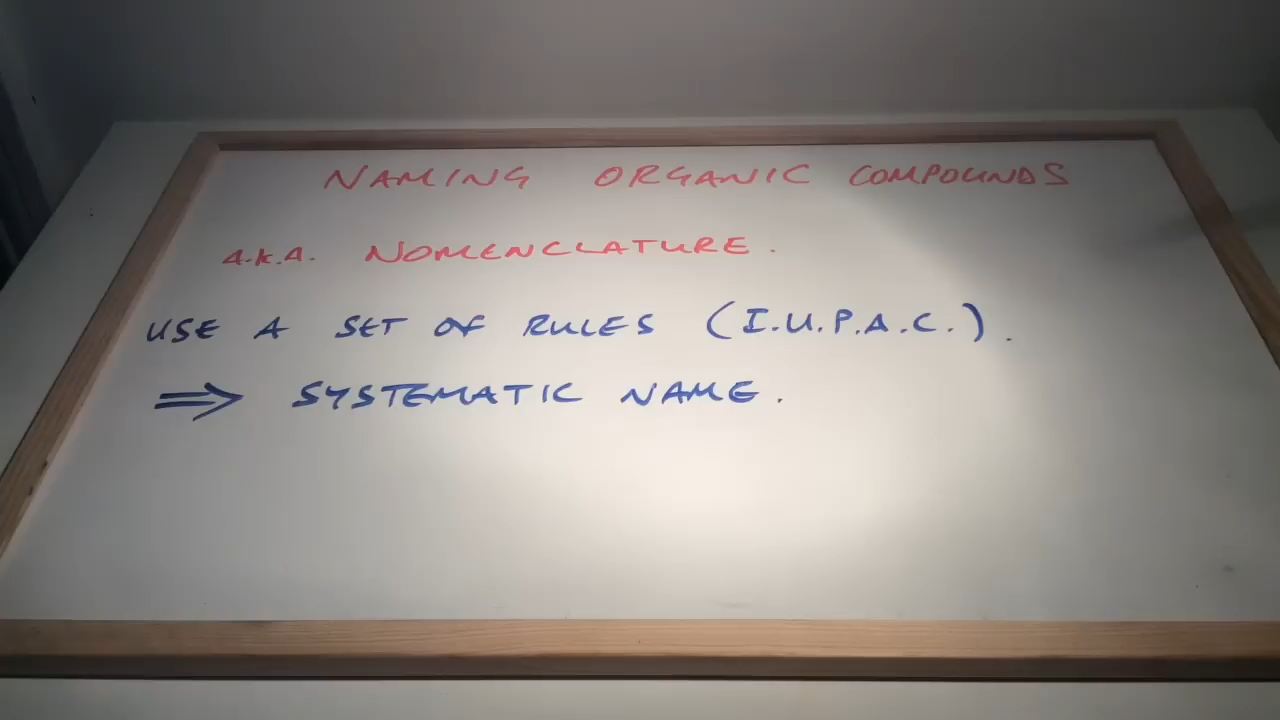 NAMING ORGANIC COMPOUNDS
A.K.A. NOMENCLATURE.
USE A SET OF RULES (I.U.P.A.C.).
⇒ SYSTEMATIC NAME.